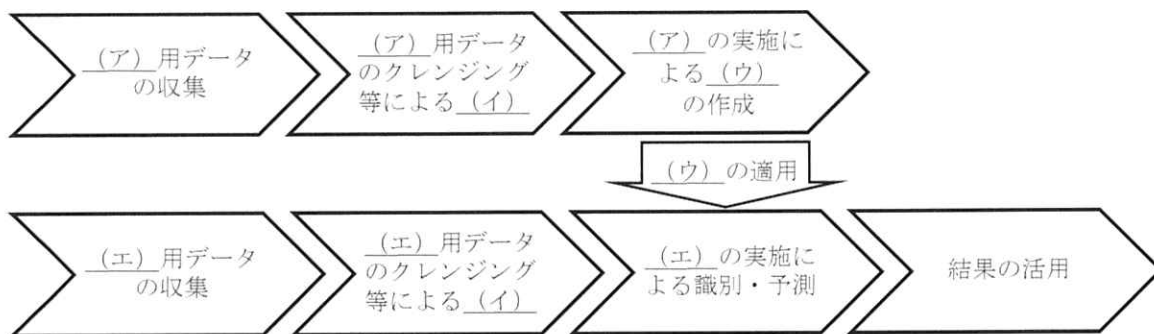 (ア)用データ
の収集
(ア)用データ
のクレンジング
等による(イ)
(ア)の実施に
よる(ウ)
の作成
(ウ)の適用
(エ)用データ
の収集
(エ)用データ
のクレンジング
等による(イ)
(エ)の実施に
よる識別・予測
結果の活用